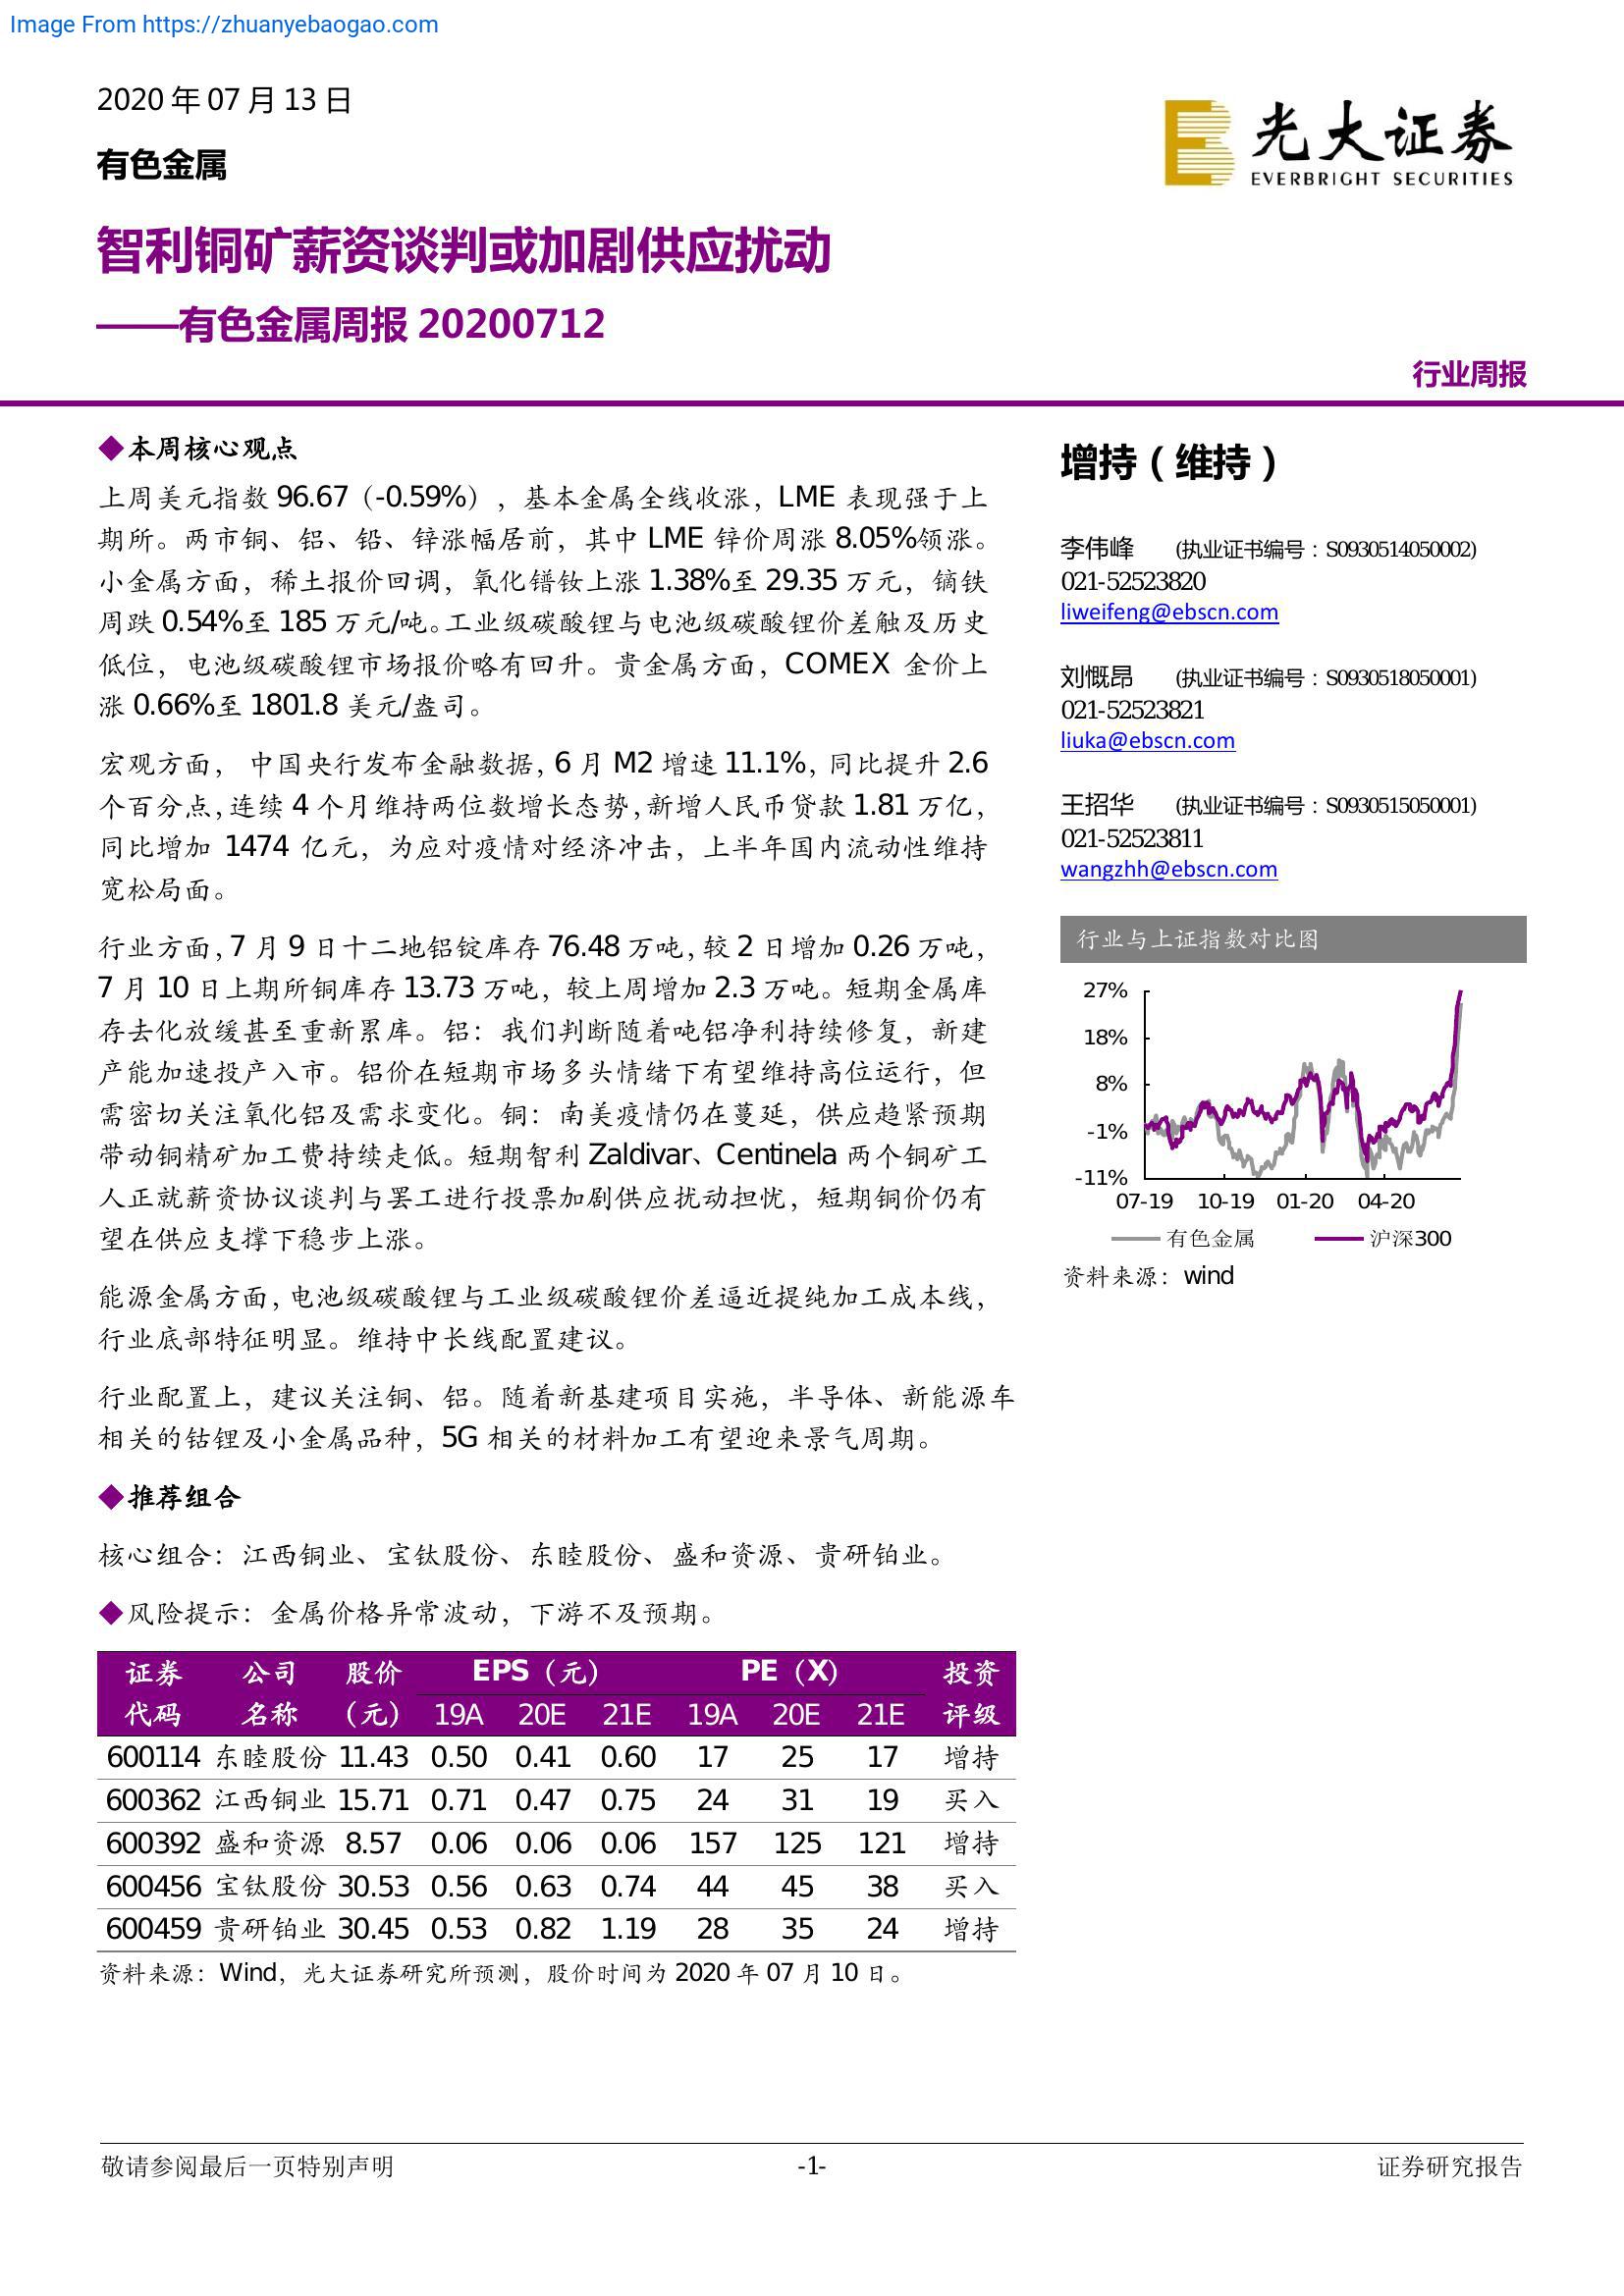 Image From https://zhuanyebaogao.com
2020 年 07 月 13 日
有色金属
光大证券
EVERBRIGHT SECURITIES
智利铜矿薪资谈判或加剧供应扰动
——有色金属周报 20200712
行业周报
◆本周核心观点
上周美元指数 96.67（-0.59%），基本金属全线收涨，LME 表现强于上
期所。两市铜、铝、铅、锌涨幅居前，其中 LME 锌价周涨 8.05%领涨。
小金属方面，稀土报价回调，氧化镨钕上涨 1.38%至 29.35 万元，镝铁
周跌 0.54%至 185 万元/吨。工业级碳酸锂与电池级碳酸锂价差触及历史
低位，电池级碳酸锂市场报价略有回升。贵金属方面，COMEX 金价上
涨 0.66%至 1801.8 美元/盎司。
宏观方面， 中国央行发布金融数据，6 月 M2 增速 11.1%，同比提升 2.6
个百分点，连续 4 个月维持两位数增长态势，新增人民币贷款 1.81 万亿，
同比增加 1474 亿元，为应对疫情对经济冲击，上半年国内流动性维持
宽松局面。
行业方面，7 月 9 日十二地铝锭库存 76.48 万吨，较 2 日增加 0.26 万吨，
7 月 10 日上期所铜库存 13.73 万吨，较上周增加 2.3 万吨。短期金属库
存去化放缓甚至重新累库。铝：我们判断随着吨铝净利持续修复，新建
产能加速投产入市。铝价在短期市场多头情绪下有望维持高位运行，但
需密切关注氧化铝及需求变化。铜：南美疫情仍在蔓延，供应趋紧预期
带动铜精矿加工费持续走低。短期智利 Zaldivar、Centinela 两个铜矿工
人正就薪资协议谈判与罢工进行投票加剧供应扰动担忧，短期铜价仍有
望在供应支撑下稳步上涨。
能源金属方面，电池级碳酸锂与工业级碳酸锂价差逼近提纯加工成本线，
行业底部特征明显。维持中长线配置建议。
行业配置上，建议关注铜、铝。随着新基建项目实施，半导体、新能源车
相关的钴锂及小金属品种，5G 相关的材料加工有望迎来景气周期。
◆推荐组合
核心组合：江西铜业、宝钛股份、东睦股份、盛和资源、贵研铂业。
◆风险提示：金属价格异常波动，下游不及预期。
证券 公司 股价 EPS（元） PE（X） 投资
代码 名称 （元） 19A 20E 21E 19A 20E 21E 评级
600114 东睦股份 11.43 0.50 0.41 0.60 17 25 17 增持
600362 江西铜业 15.71 0.71 0.47 0.75 24 31 19 买入
600392 盛和资源 8.57 0.06 0.06 0.06 157 125 121 增持
600456 宝钛股份 30.53 0.56 0.63 0.74 44 45 38 买入
600459 贵研铂业 30.45 0.53 0.82 1.19 28 35 24 增持
资料来源：Wind，光大证券研究所预测，股价时间为 2020 年 07 月 10 日。
增持（维持）
李伟峰 (执业证书编号：S0930514050002)
021-52523820
liweifeng@ebscn.com
刘慨昂 (执业证书编号：S0930518050001)
021-52523821
liuka@ebscn.com
王招华 (执业证书编号：S0930515050001)
021-52523811
wangzhh@ebscn.com
行业与上证指数对比图
27%
18%
8%
-1%
-11%
07-19 10-19 01-20 04-20
有色金属 沪深300
资料来源：wind
敬请参阅最后一页特别声明 -1- 证券研究报告